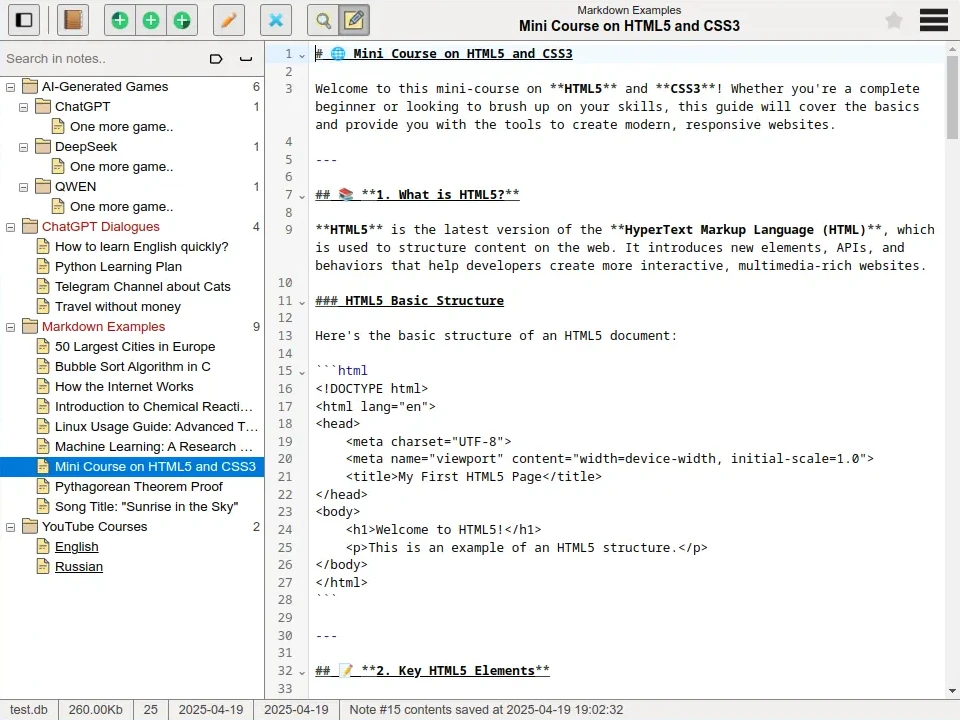 Markdown Examples
Mini Course on HTML5 and CSS3
Search in notes..
AI-Generated Games 6
ChatGPT 1
One more game..
DeepSeek 1
One more game..
QWEN 1
One more game..
ChatGPT Dialogues 4
How to learn English quickly?
Python Learning Plan
Telegram Channel about Cats
Travel without money
Markdown Examples 9
50 Largest Cities in Europe
Bubble Sort Algorithm in C
How the Internet Works
Introduction to Chemical Reacti...
Linux Usage Guide: Advanced T...
Machine Learning: A Research ...
Mini Course on HTML5 and CSS3
Pythagorean Theorem Proof
Song Title: "Sunrise in the Sky"
YouTube Courses 2
English
Russian
1 # 🌐 Mini Course on HTML5 and CSS3
2
3 Welcome to this mini-course on **HTML5** and **CSS3**! Whether you're a complete
beginner or looking to brush up on your skills, this guide will cover the basics
and provide you with the tools to create modern, responsive websites.
4
5 ---
6
7 ## 📚 **1. What is HTML5?**
8
9 **HTML5** is the latest version of the **HyperText Markup Language (HTML)**, which
is used to structure content on the web. It introduces new elements, APIs, and
behaviors that help developers create more interactive, multimedia-rich websites.
10
11 ### HTML5 Basic Structure
12
13 Here's the basic structure of an HTML5 document:
14
15 ```html
16 <!DOCTYPE html>
17 <html lang="en">
18 <head>
19     <meta charset="UTF-8">
20     <meta name="viewport" content="width=device-width, initial-scale=1.0">
21     <title>My First HTML5 Page</title>
22 </head>
23 <body>
24     <h1>Welcome to HTML5!</h1>
25     <p>This is an example of an HTML5 structure.</p>
26 </body>
27 </html>
28 ```
29
30 ---
31
32 ## 📝 **2. Key HTML5 Elements**
33
test.db 260.00Kb 25 2025-04-19 2025-04-19 Note #15 contents saved at 2025-04-19 19:02:32